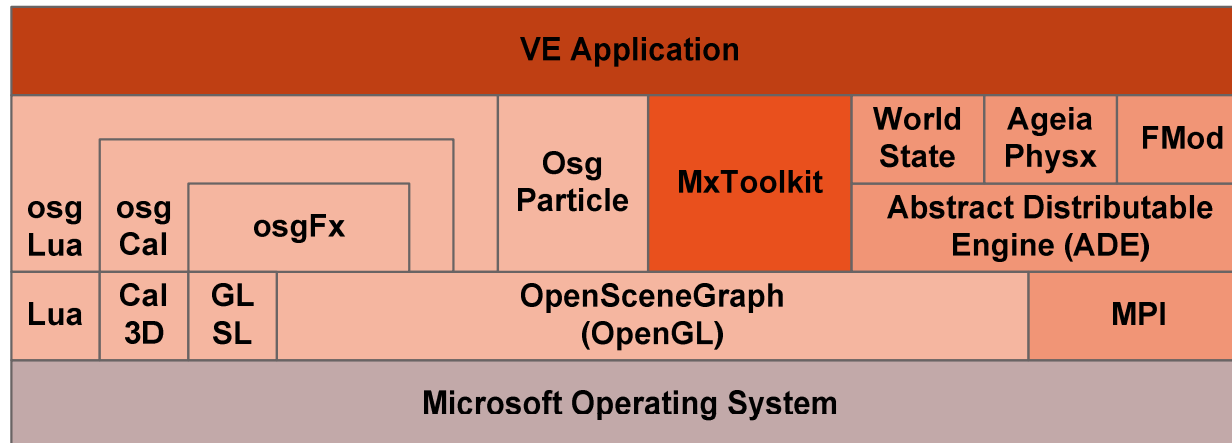 VE Application
osg
Lua
osg
Cal
osgFx
Osg
Particle
MxToolkit
World
State
Ageia
Physx
FMod
Abstract Distributable
Engine (ADE)
Lua
Cal
3D
GL
SL
OpenSceneGraph
(OpenGL)
MPI
Microsoft Operating System